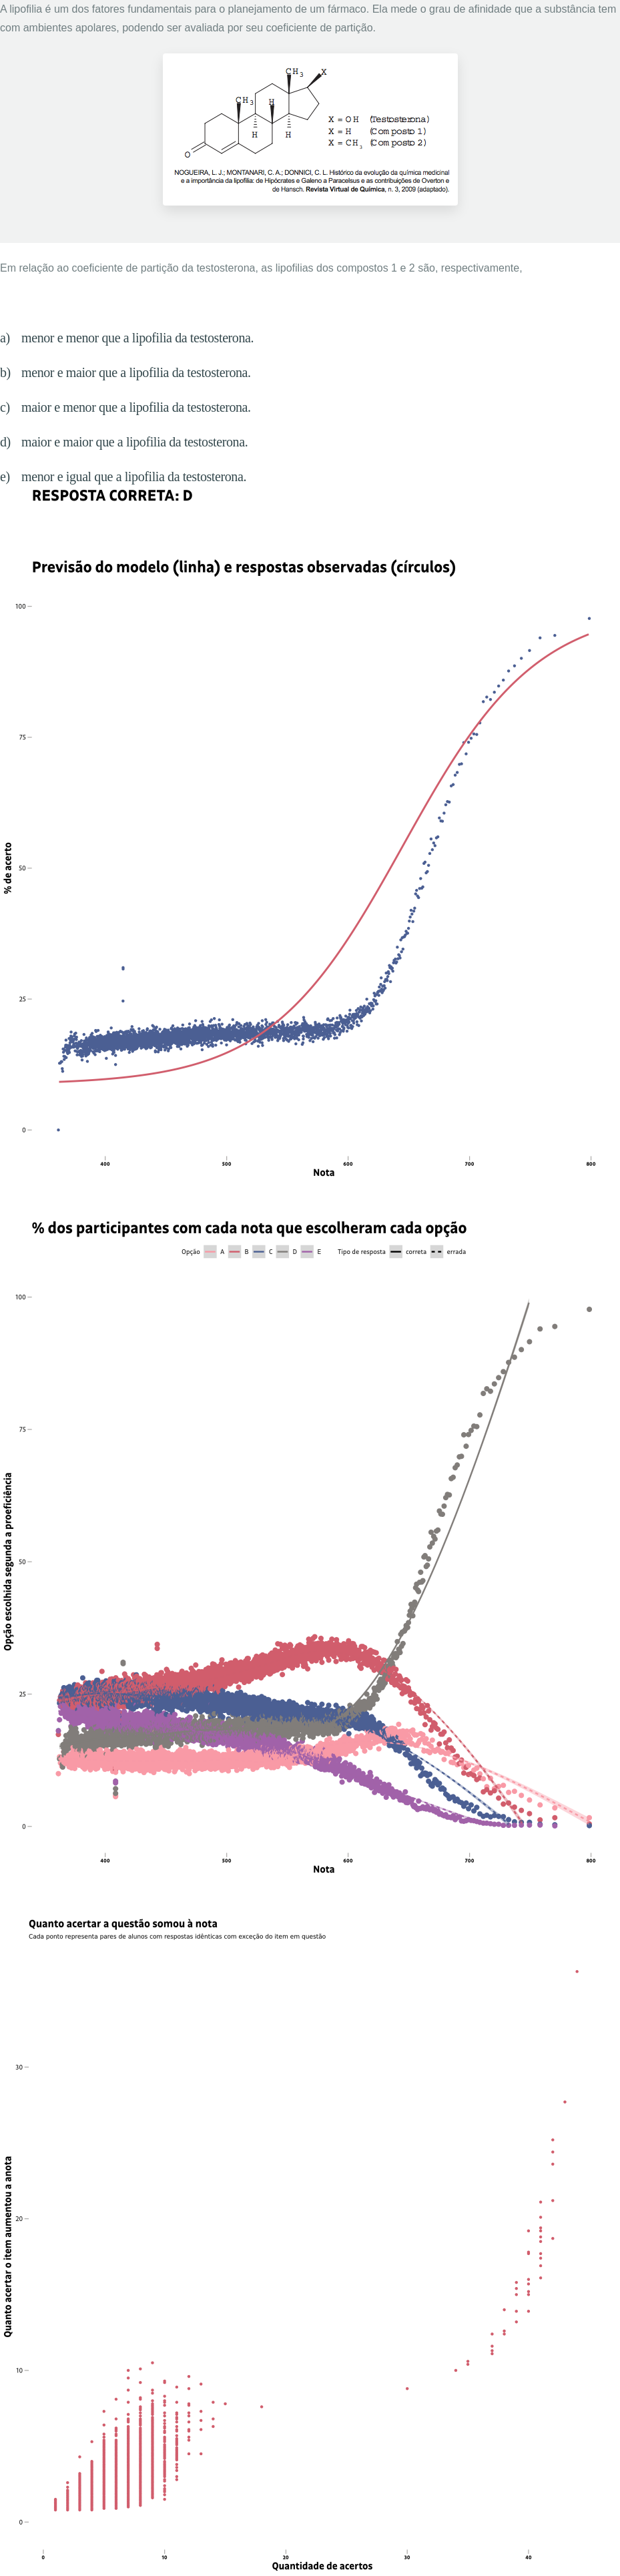 A lipofilia é um dos fatores fundamentais para o planejamento de um fármaco. Ela mede o grau de afinidade que a substância tem
com ambientes apolares, podendo ser avaliada por seu coeficiente de partição.
CH3 X
CH3 H
H H
O
X = OH (Testosterona)
X = H (Composto 1)
X = CH3 (Composto 2)
NOGUEIRA, L. J.; MONTANARI, C. A.; DONNICI, C. L. Histórico da evolução da química medicinal
e a importância da lipofilia: de Hipócrates e Galeno a Paracelsus e as contribuições de Overton e
de Hansch. Revista Virtual de Química, n. 3, 2009 (adaptado).
Em relação ao coeficiente de partição da testosterona, as lipofilias dos compostos 1 e 2 são, respectivamente,
a) menor e menor que a lipofilia da testosterona.
b) menor e maior que a lipofilia da testosterona.
c) maior e menor que a lipofilia da testosterona.
d) maior e maior que a lipofilia da testosterona.
e) menor e igual que a lipofilia da testosterona.
RESPOSTA CORRETA: D
Previsão do modelo (linha) e respostas observadas (círculos)
100
75
50
25
0
% de acerto
400 500 600 700 800
Nota
% dos participantes com cada nota que escolheram cada opção
Opção A B C D E Tipo de resposta correta errada
100
75
50
25
0
Opção escolhida segunda a proeficiência
400 500 600 700 800
Nota
Quanto acertar a questão somou à nota
Cada ponto representa pares de alunos com respostas idênticas com exceção do item em questão
30
20
10
0
Quanto acertar o item aumentou a anota
0 10 20 30 40
Quantidade de acertos